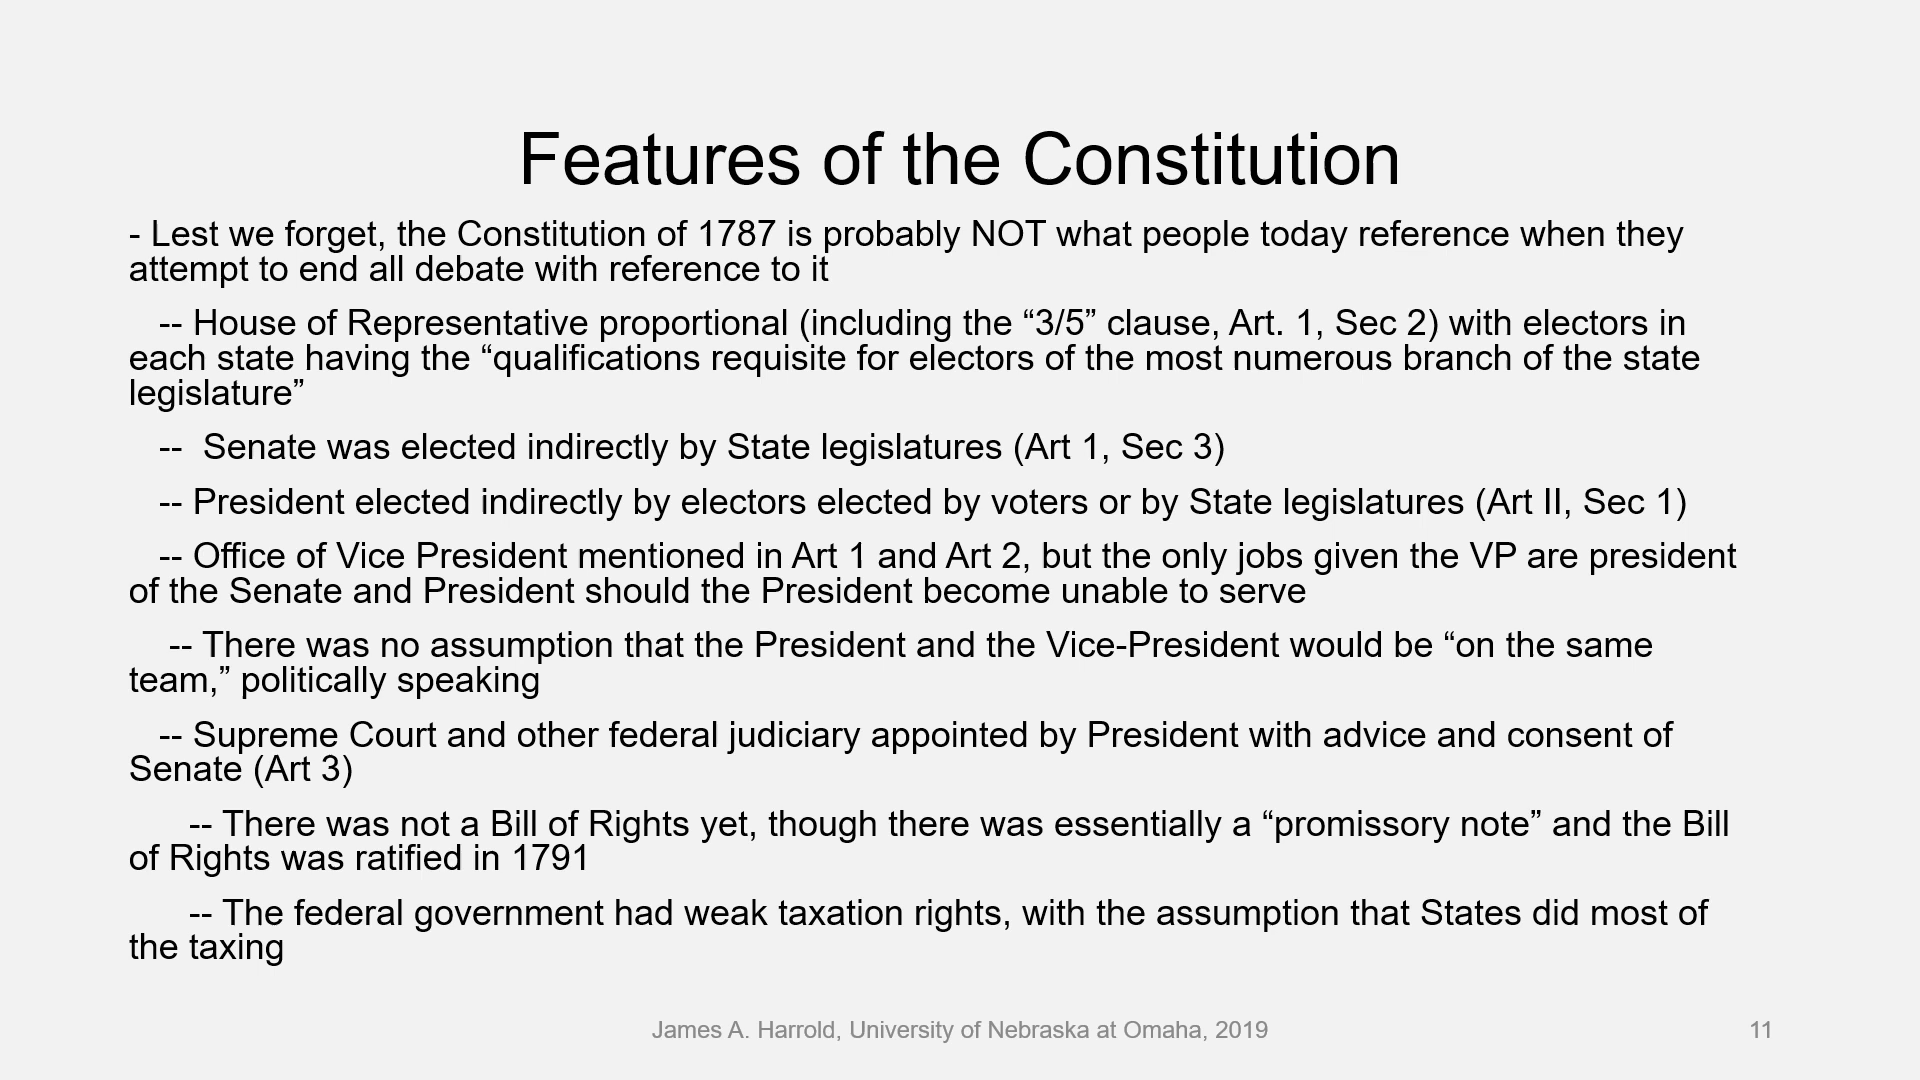 Features of the Constitution
- Lest we forget, the Constitution of 1787 is probably NOT what people today reference when they
attempt to end all debate with reference to it
-- House of Representative proportional (including the “3/5” clause, Art. 1, Sec 2) with electors in
each state having the “qualifications requisite for electors of the most numerous branch of the state
legislature”
--  Senate was elected indirectly by State legislatures (Art 1, Sec 3)
-- President elected indirectly by electors elected by voters or by State legislatures (Art II, Sec 1)
-- Office of Vice President mentioned in Art 1 and Art 2, but the only jobs given the VP are president
of the Senate and President should the President become unable to serve
-- There was no assumption that the President and the Vice-President would be “on the same
team,” politically speaking
-- Supreme Court and other federal judiciary appointed by President with advice and consent of
Senate (Art 3)
-- There was not a Bill of Rights yet, though there was essentially a “promissory note” and the Bill
of Rights was ratified in 1791
-- The federal government had weak taxation rights, with the assumption that States did most of
the taxing
James A. Harrold, University of Nebraska at Omaha, 2019
11